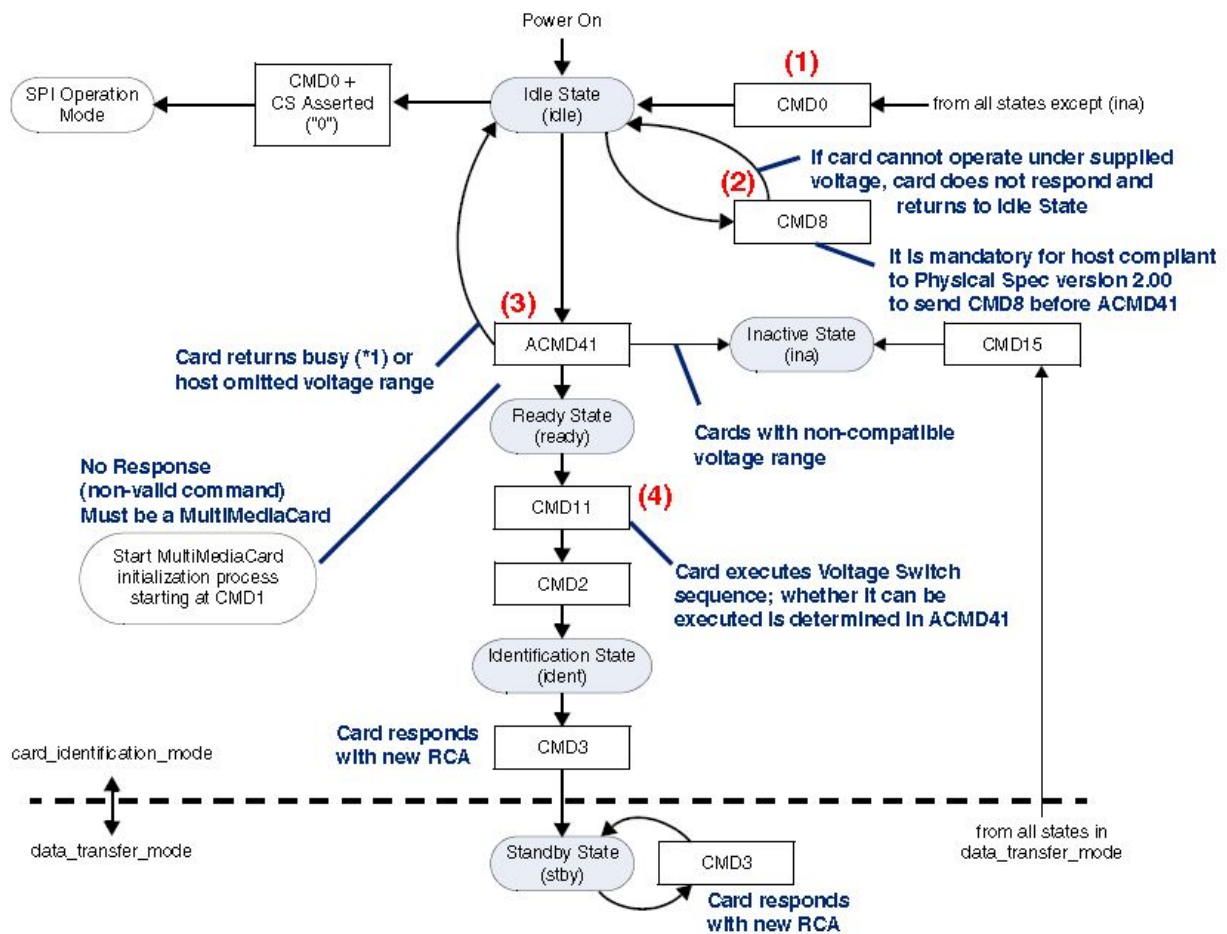 Power On
(1)
SPI Operation
Mode
CMD0 +
CS Asserted
("0")
Idle State
(idle)
CMD0
from all states except (ina)
If card cannot operate under supplied
voltage, card does not respond and
returns to Idle State
(2)
CMD8
It is mandatory for host compliant
to Physical Spec version 2.00
to send CMD8 before ACMD41
(3)
ACMD41
Inactive State
(ina)
CMD15
Card returns busy (*1) or
host omitted voltage range
Ready State
(ready)
Cards with non-compatible
voltage range
No Response
(non-valid command)
Must be a MultiMediaCard
CMD11
(4)
Start MultiMediaCard
initialization process
starting at CMD1
CMD2
Card executes Voltage Switch
sequence; whether it can be
executed is determined in ACMD41
Identification State
(ident)
Card responds
with new RCA
CMD3
card_identification_mode
data_transfer_mode
from all states in
data_transfer_mode
Standby State
(stby)
CMD3
Card responds
with new RCA